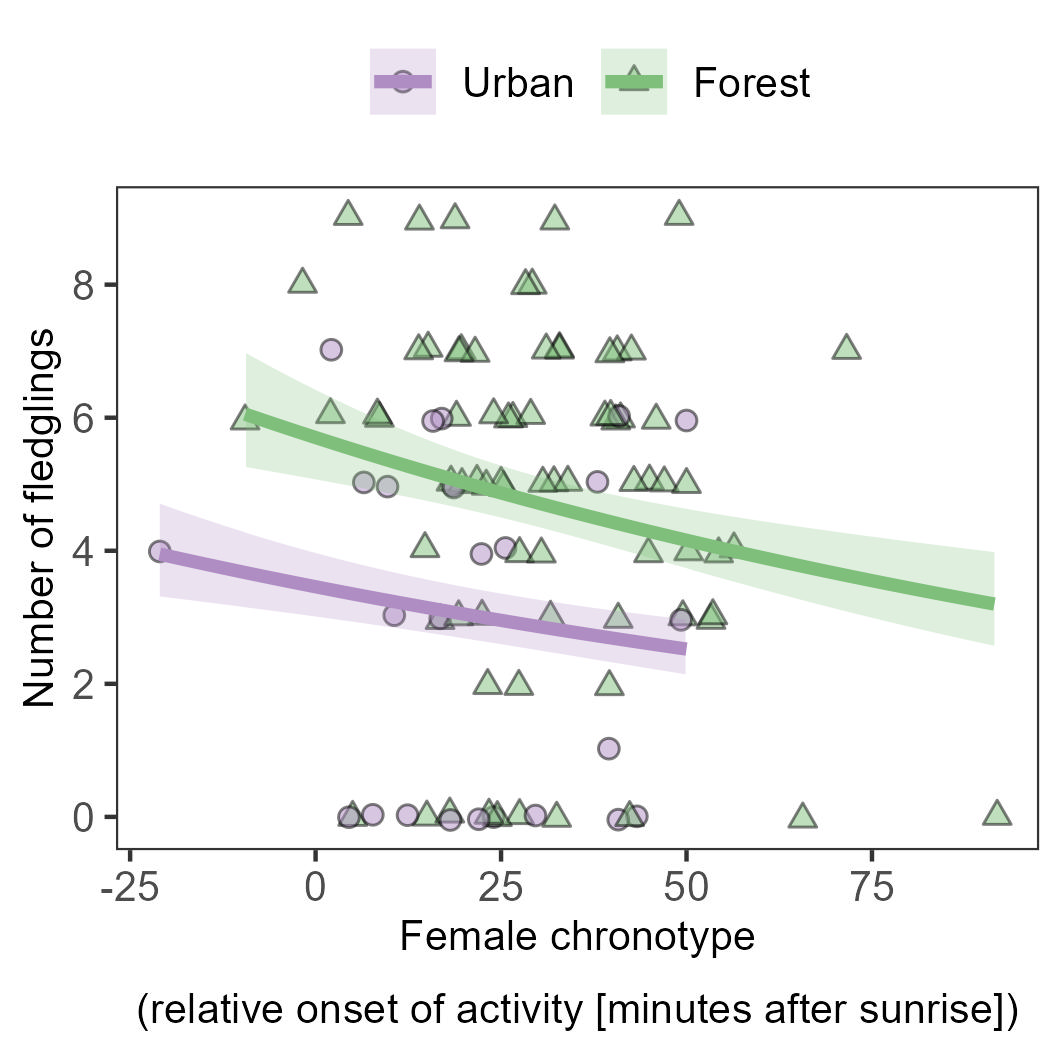 Urban Forest
Number of fledglings
8
6
4
2
0
-25 0 25 50 75
Female chronotype
(relative onset of activity [minutes after sunrise])